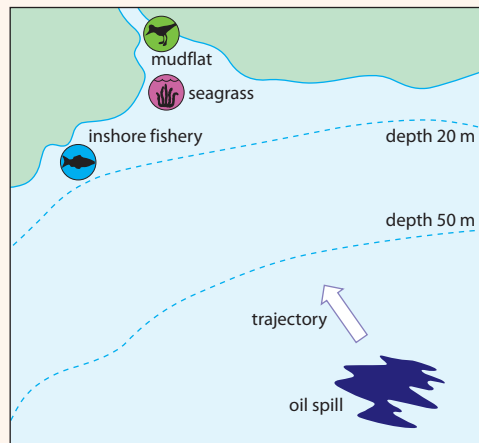 mudflat
seagrass
inshore fishery
depth 20 m
depth 50 m
trajectory
oil spill